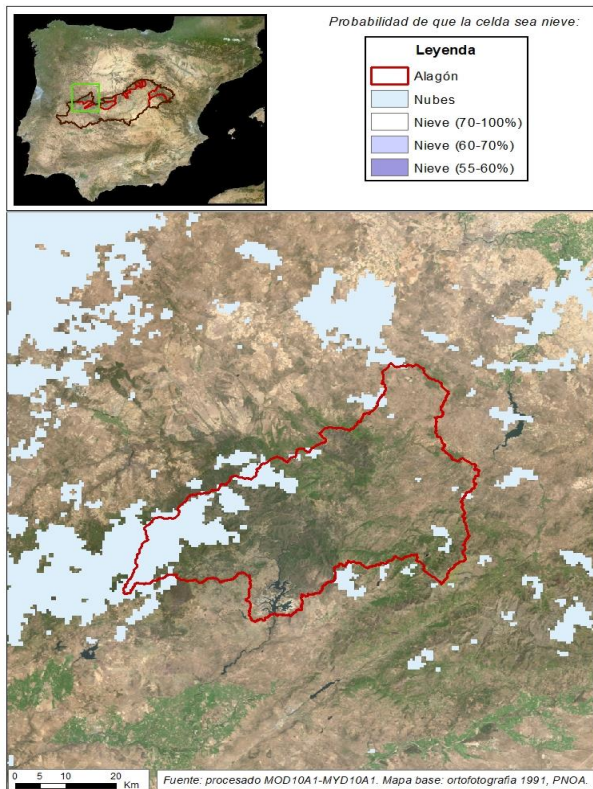 Probabilidad de que la celda sea nieve:
Leyenda
Alagón
Nubes
Nieve (70-100%)
Nieve (60-70%)
Nieve (55-60%)
0 5 10 20
Km
Fuente: procesado MOD10A1-MYD10A1. Mapa base: ortofotografia 1991, PNOA.